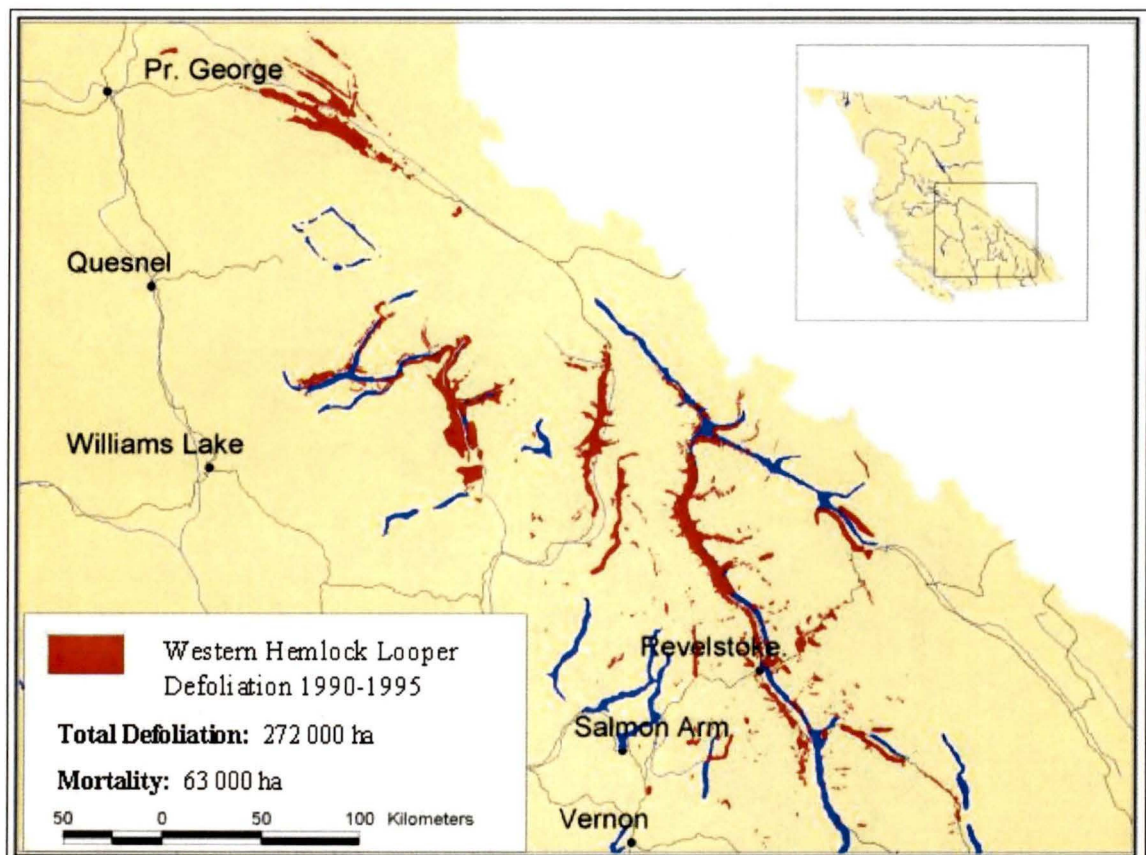 Pr. George
Quesnel
Williams Lake
Revelstoke
Salmon Arm
Vernon
Western Hemlock Looper
Defoliation 1990-1995
Total Defoliation: 272 000 ha
Mortality: 63 000 ha
50 0 50 100 Kilometers